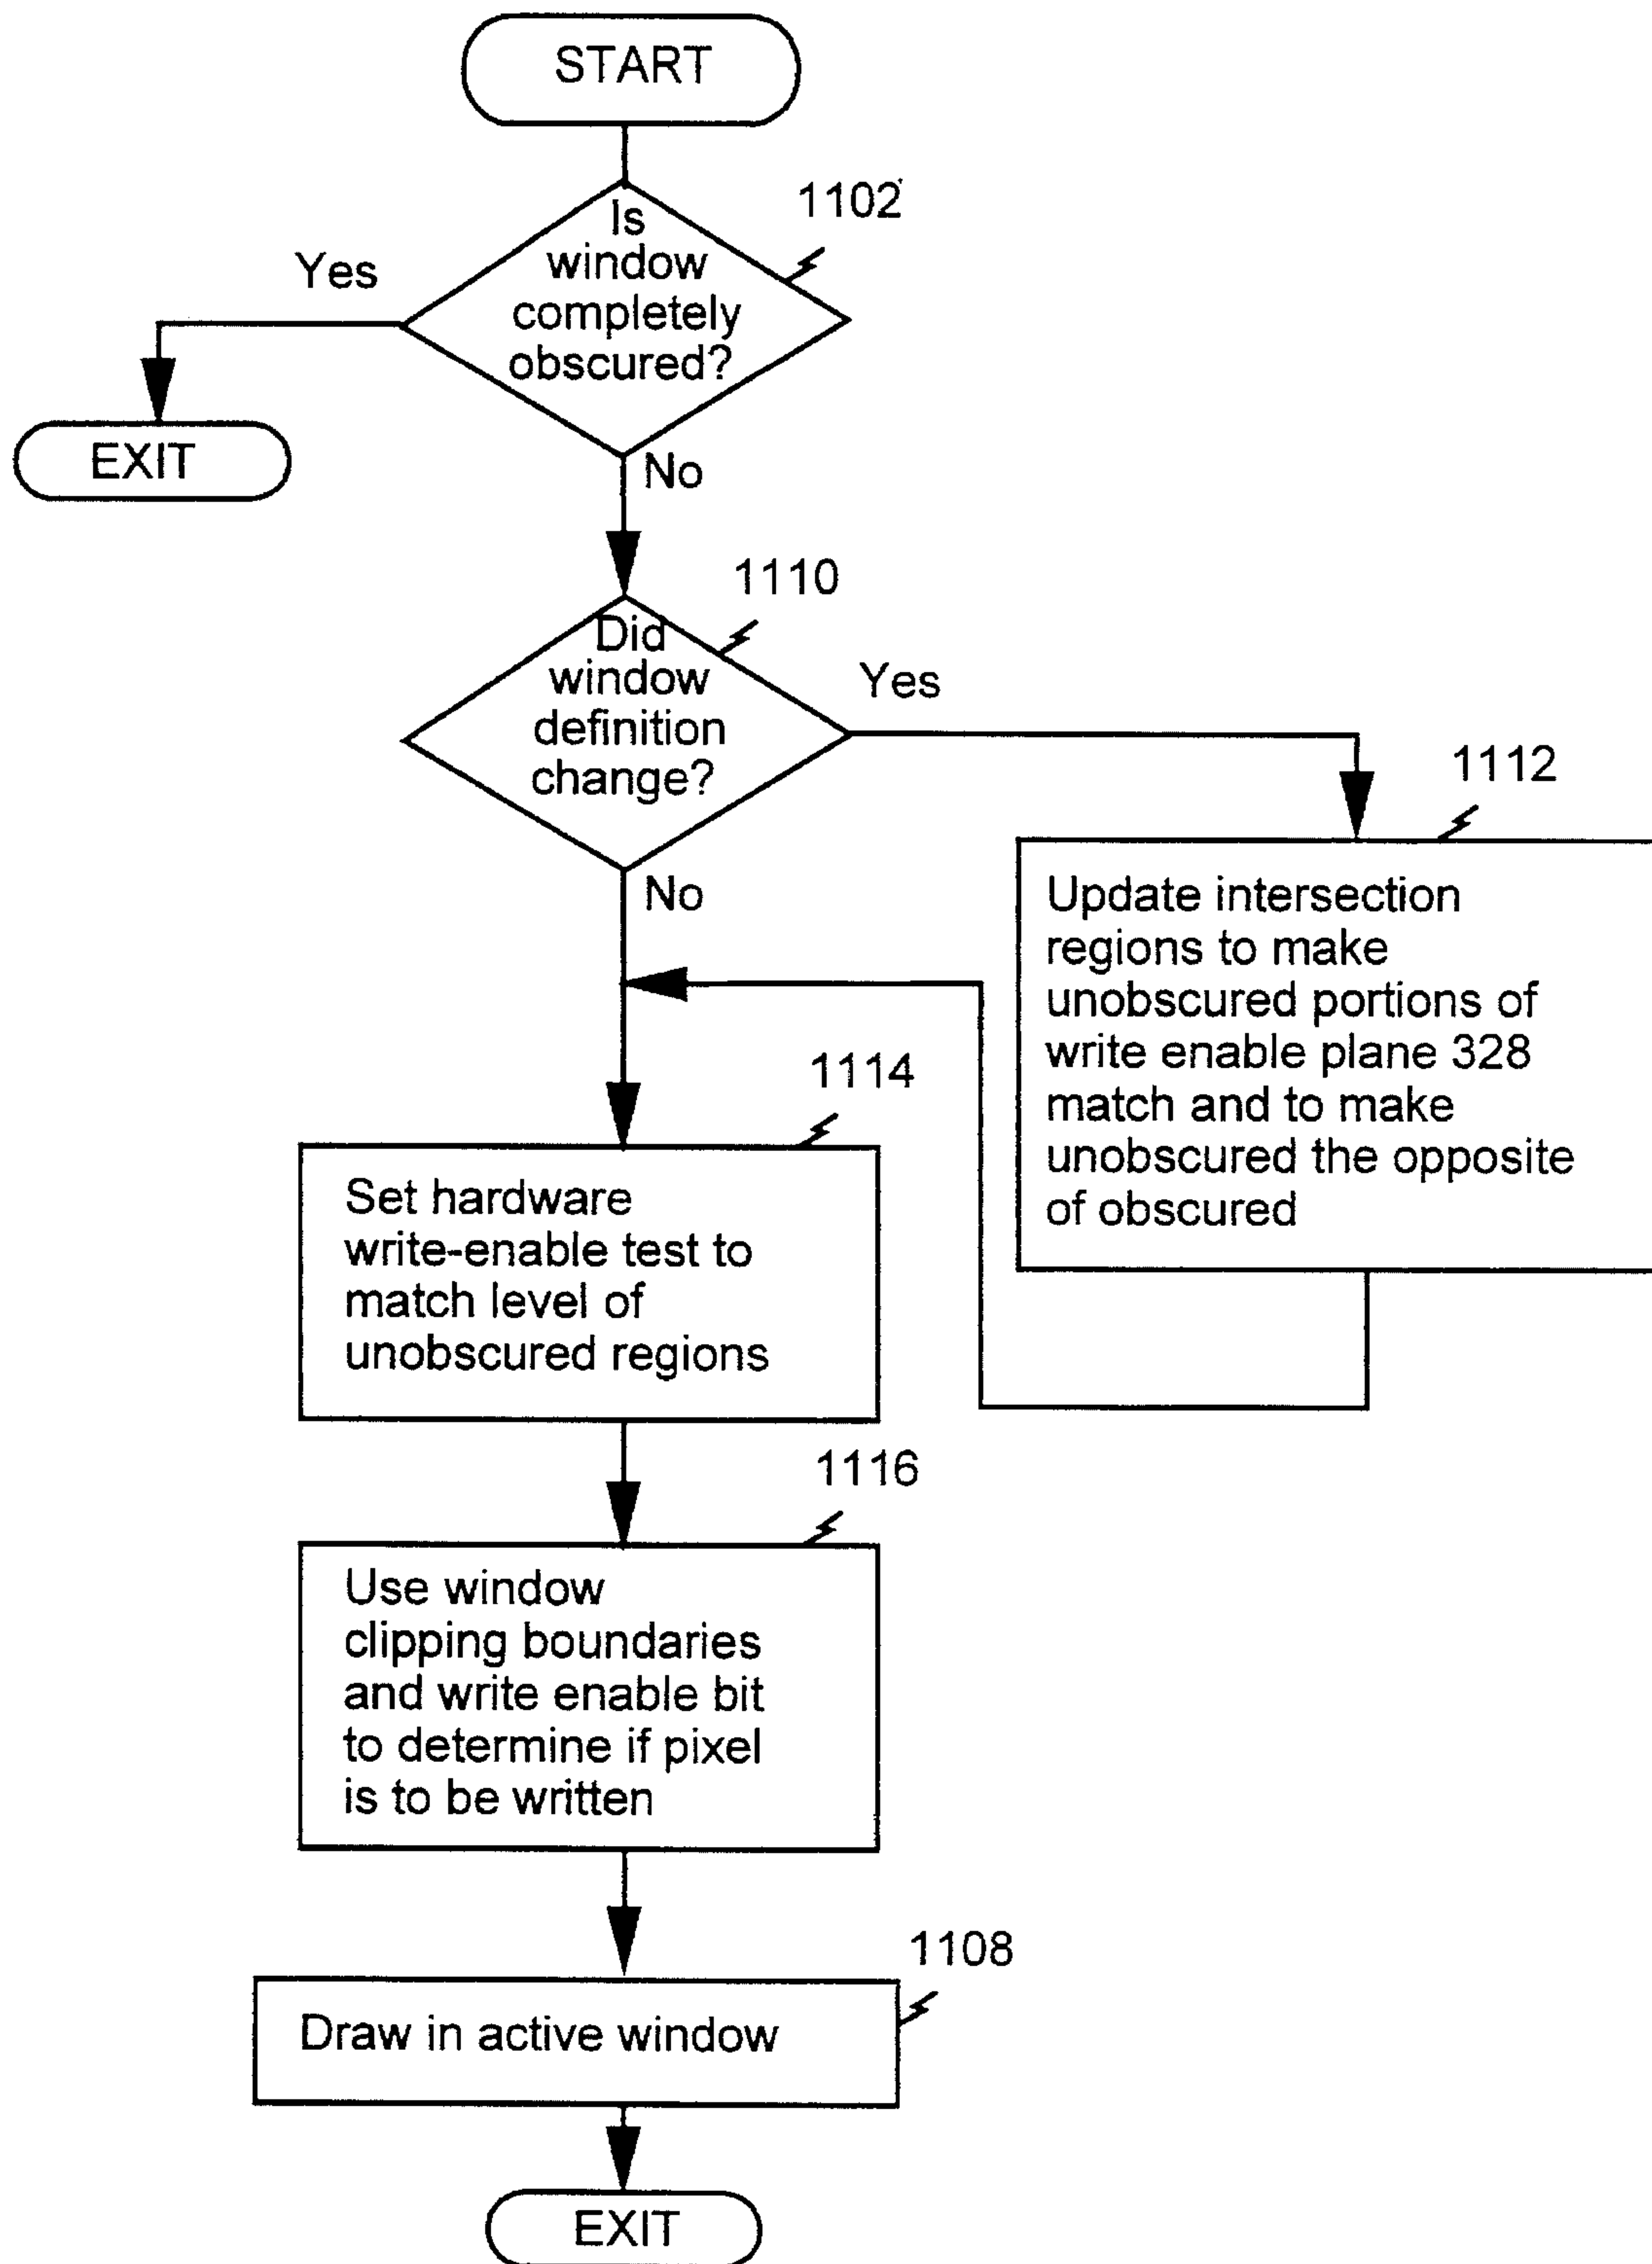 START
1102
Is
window
completely
obscured?
Yes
EXIT
No
1110
Did
window
definition
change?
Yes
No
1112
Update intersection
regions to make
unobscured portions of
write enable plane 328
match and to make
unobscured the opposite
of obscured
1114
Set hardware
write-enable test to
match level of
unobscured regions
1116
Use window
clipping boundaries
and write enable bit
to determine if pixel
is to be written
1108
Draw in active window
EXIT